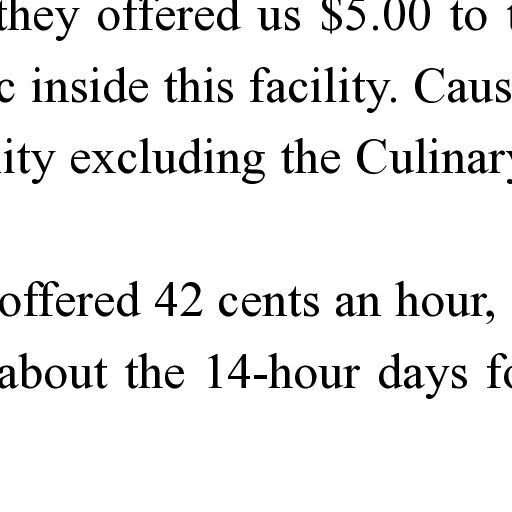 they offered us $5.00 to
c inside this facility. Caus
ity excluding the Culinary
offered 42 cents an hour,
about the 14-hour days fo